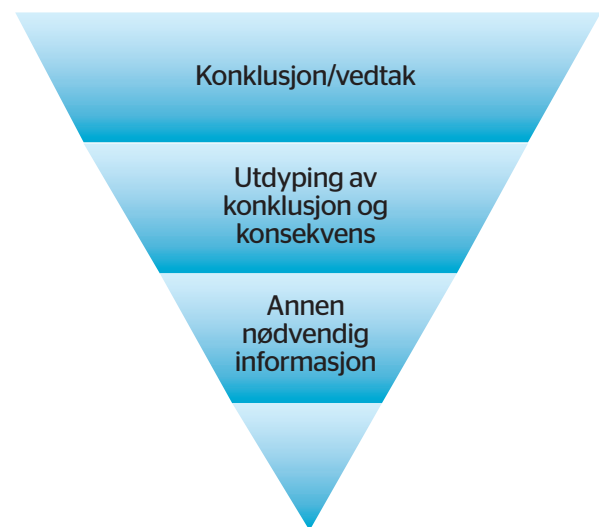 Konklusjon/vedtak
Utdyping av
konklusjon og
konsekvens
Annen
nødvendig
informasjon